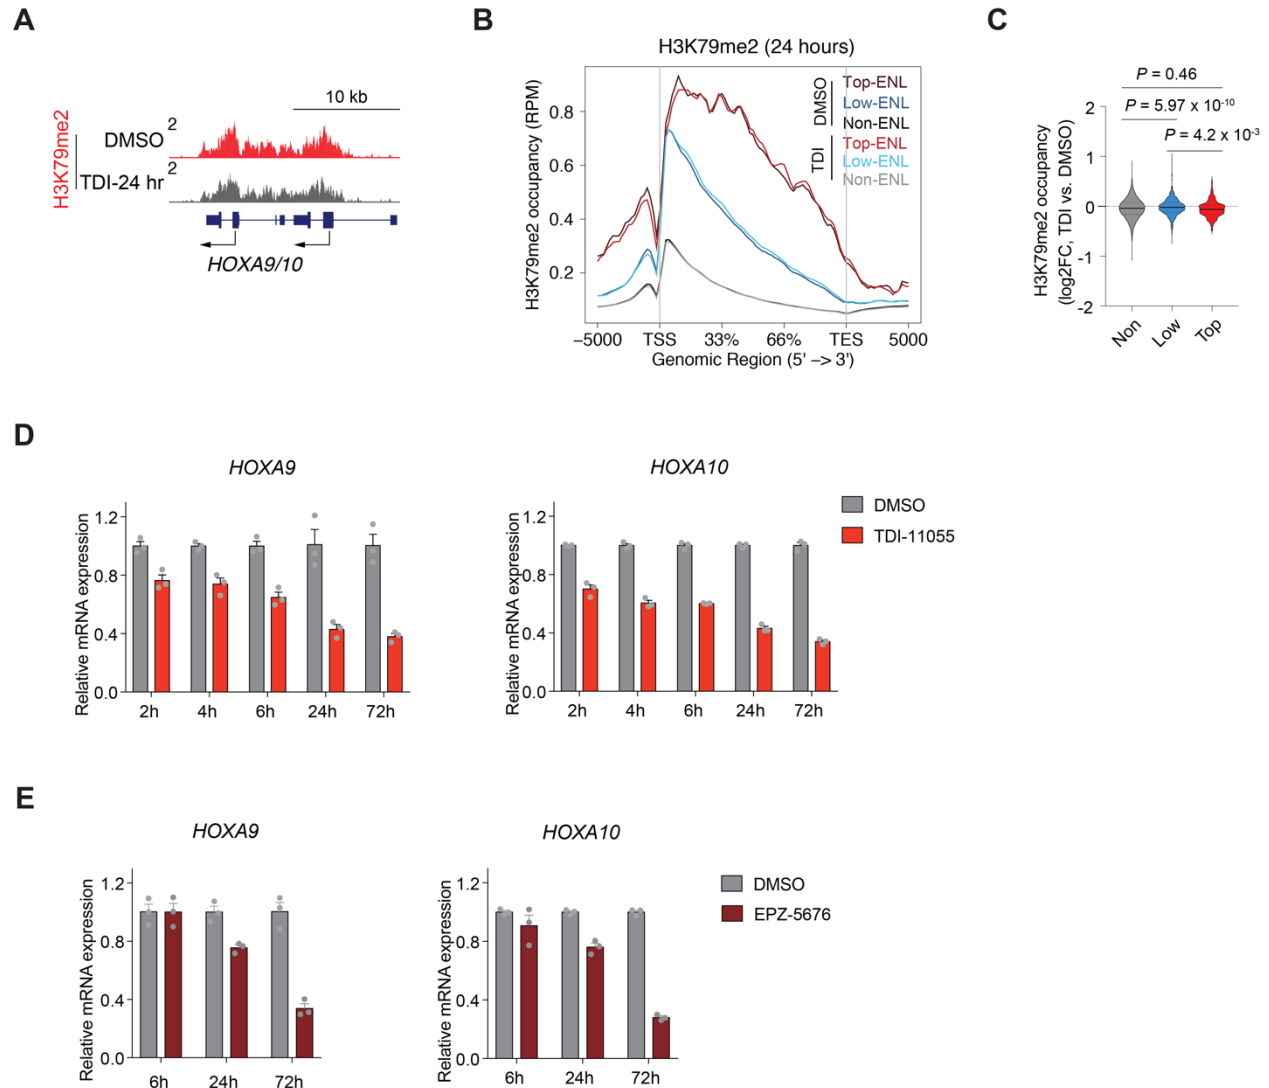 A
H3K79me2
DMSO 2
TDI-24 hr 2
10 kb
HOXA9/10
B
H3K79me2 (24 hours)
H3K79me2 occupancy (RPM)
0.8
0.6
0.4
0.2
DMSO
Top-ENL
Low-ENL
Non-ENL
TDI
Top-ENL
Low-ENL
Non-ENL
−5000 TSS 33% 66% TES 5000
Genomic Region (5' −> 3')
C
P = 0.46
P = 5.97 x 10-10
P = 4.2 x 10-3
H3K79me2 occupancy
(log2FC, TDI vs. DMSO)
2
1
0
-1
-2
Non Low Top
D
HOXA9
Relative mRNA expression
1.2
0.8
0.4
0.0
2h 4h 6h 24h 72h
HOXA10
Relative mRNA expression
1.2
0.8
0.4
0.0
2h 4h 6h 24h 72h
DMSO
TDI-11055
E
HOXA9
Relative mRNA expression
1.2
0.8
0.4
0.0
6h 24h 72h
HOXA10
Relative mRNA expression
1.2
0.8
0.4
0.0
6h 24h 72h
DMSO
EPZ-5676